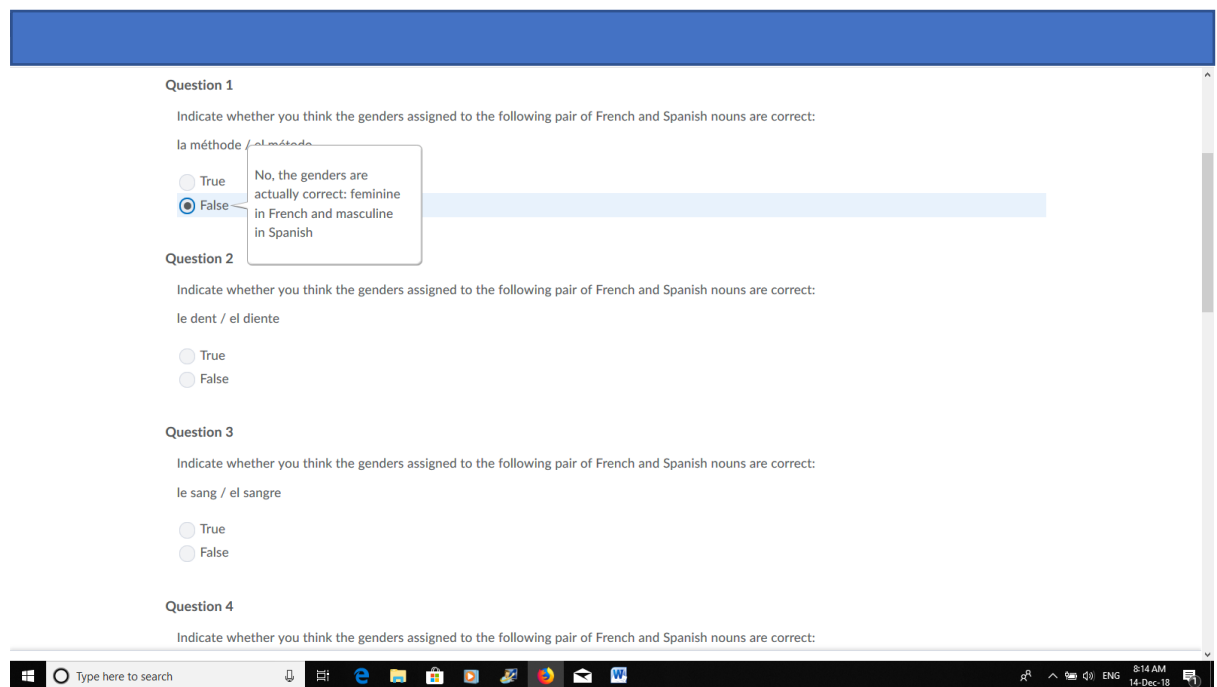 Question 1
Indicate whether you think the genders assigned to the following pair of French and Spanish nouns are correct:
la méthode / el método
True
No, the genders are
actually correct: feminine
in French and masculine
in Spanish
False
Question 2
Indicate whether you think the genders assigned to the following pair of French and Spanish nouns are correct:
le dent / el diente
True
False
Question 3
Indicate whether you think the genders assigned to the following pair of French and Spanish nouns are correct:
le sang / el sangre
True
False
Question 4
Indicate whether you think the genders assigned to the following pair of French and Spanish nouns are correct:
Type here to search
ENG
8:14 AM
14-Dec-18